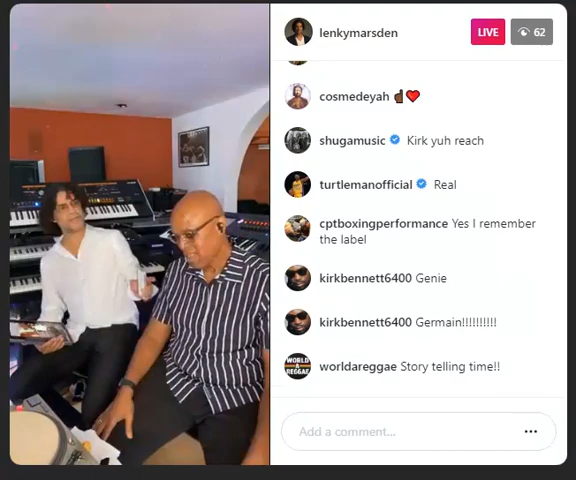 lenkymarsden LIVE 62
cosmedeyah ☝🏿❤️
shugamusic Kirk yuh reach
turtlemanofficial Real
cptboxingperformance Yes I remember
the label
kirkbennett6400 Genie
kirkbennett6400 Germain!!!!!!!!!!
WORLD A REGGAE
worldareggae Story telling time!!
Add a comment...